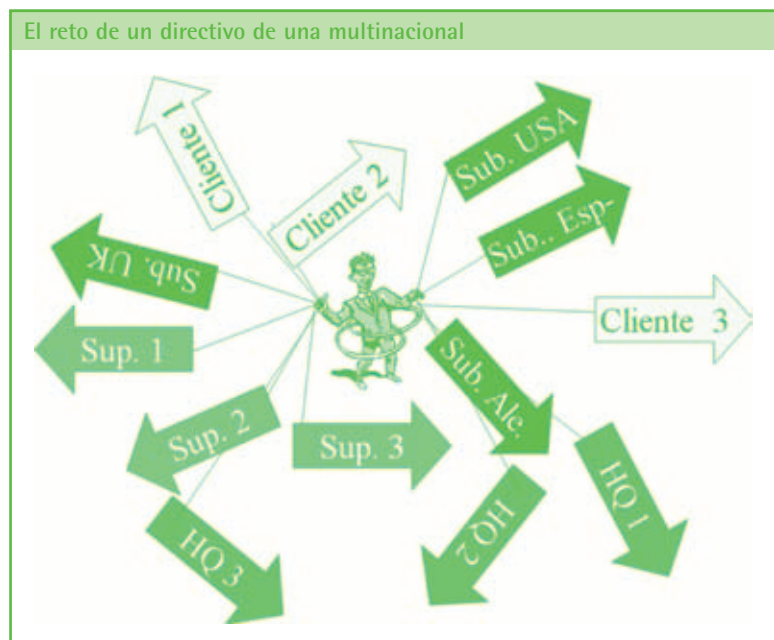 El reto de un directivo de una multinacional
Cliente 1
Cliente 2
Sub. USA
Sub.. Esp-
Sub. UK
Cliente 3
Sup. 1
Sub. Ale.
Sup. 2
Sup. 3
HQ 1
HQ 2
HQ 3